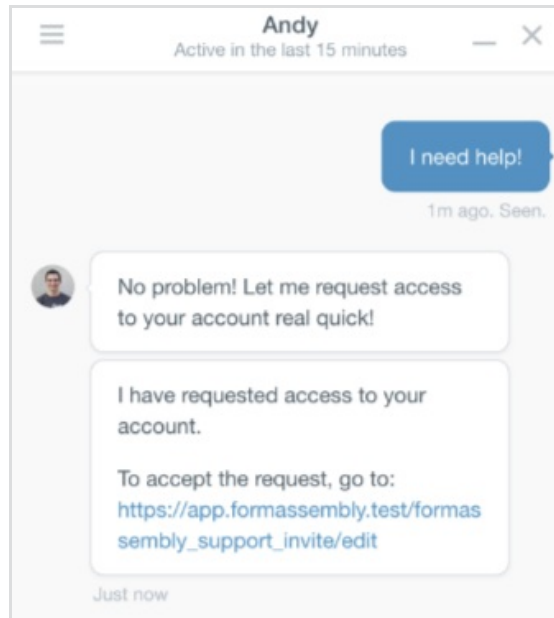 Andy
Active in the last 15 minutes
I need help!
1m ago. Seen.
No problem! Let me request access
to your account real quick!
I have requested access to your
account.
To accept the request, go to:
https://app.formassembly.test/formas
sembly_support_invite/edit
Just now